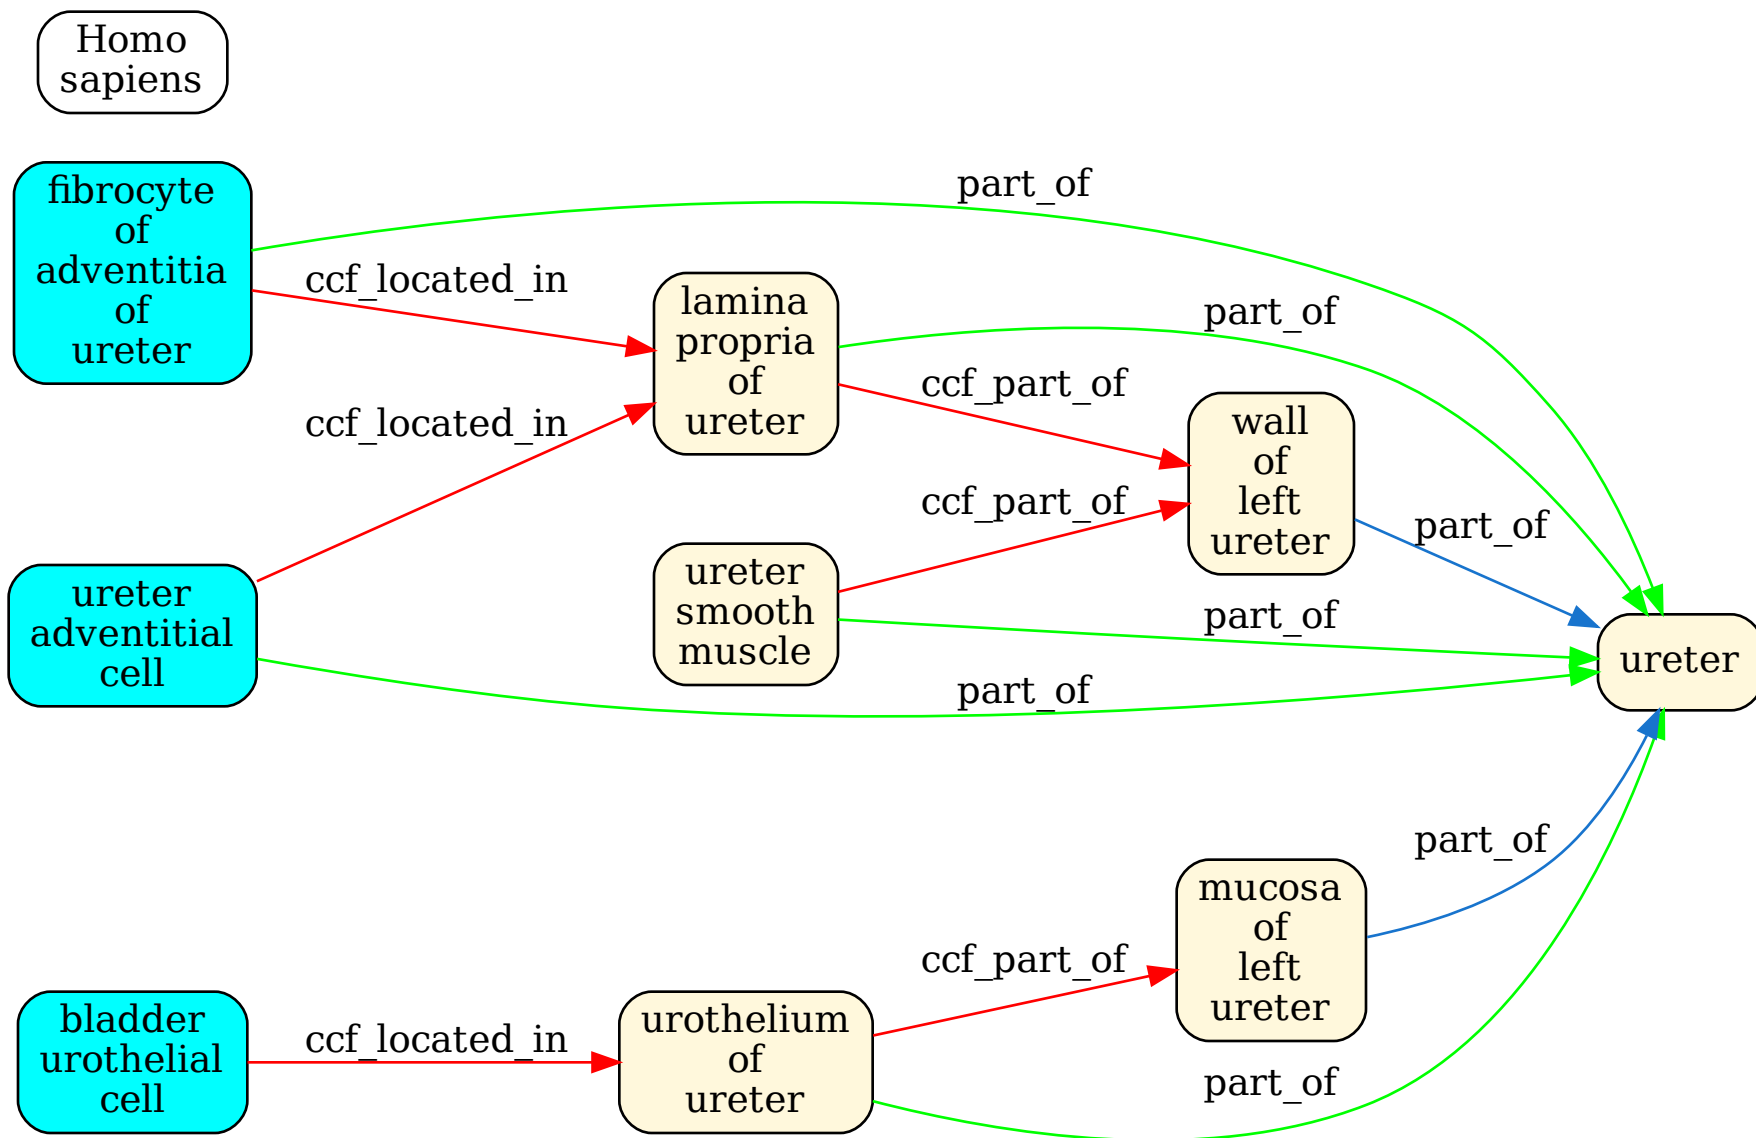 Homo
sapiens
fibrocyte
of
adventitia
of
ureter
part_of
ccf_located_in
lamina
propria
of
ureter
part_of
ccf_part_of
ccf_located_in
wall
of
left
ureter
ccf_part_of
part_of
ureter
adventitial
cell
ureter
smooth
muscle
part_of
ureter
part_of
part_of
mucosa
of
left
ureter
ccf_part_of
bladder
urothelial
cell
ccf_located_in
urothelium
of
ureter
part_of